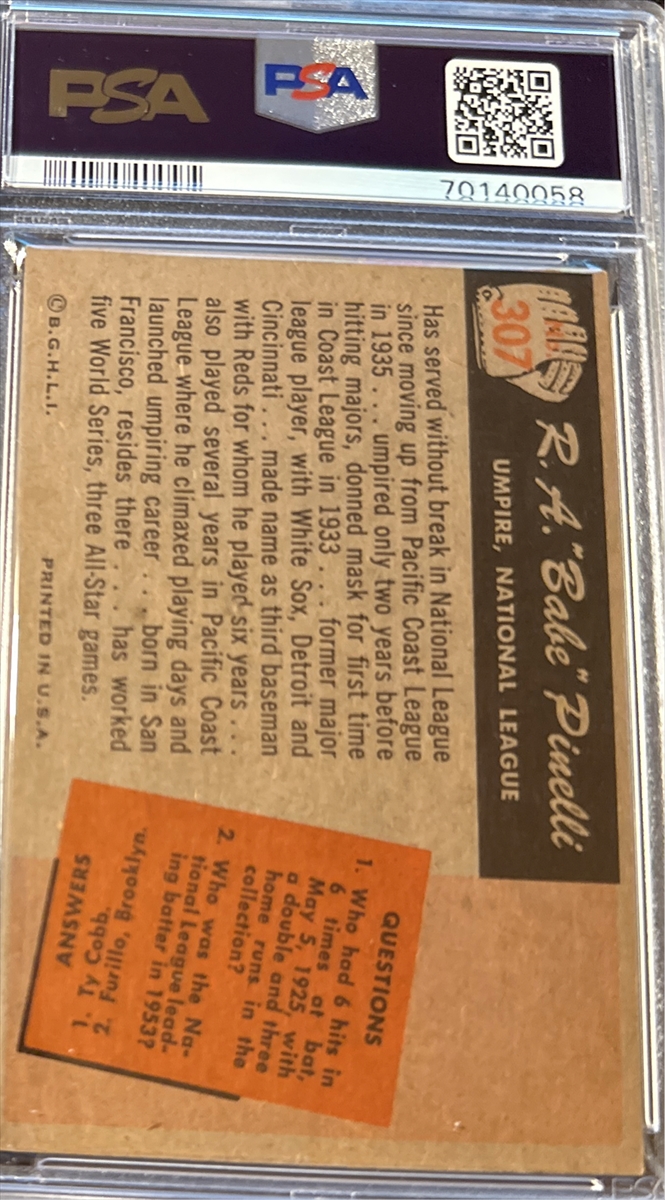 PSA
PSA
70140058
307
R. A. "Babe" Pinelli
UMPIRE, NATIONAL LEAGUE
Has served without break in National League
since moving up from Pacific Coast League
in 1935 . . . umpired only two years before
hitting majors, donned mask for first time
in Coast League in 1933 . . . former major
league player, with White Sox, Detroit and
Cincinnati . . . made name as third baseman
with Reds for whom he played six years . . .
also played several years in Pacific Coast
League where he climaxed playing days and
launched umpiring career . . . born in San
Francisco, resides there . . . has worked
five World Series, three All-Star games.
©B.G.H.L.I.
PRINTED IN U.S.A.
QUESTIONS
1. Who had 6 hits in
6 times at bat,
May 5, 1925, with
a double and three
home runs in the
collection?
2. Who was the Na-
tional League lead-
ing batter in 1953?
ANSWERS
1. Ty Cobb.
2. Furillo, Brooklyn.